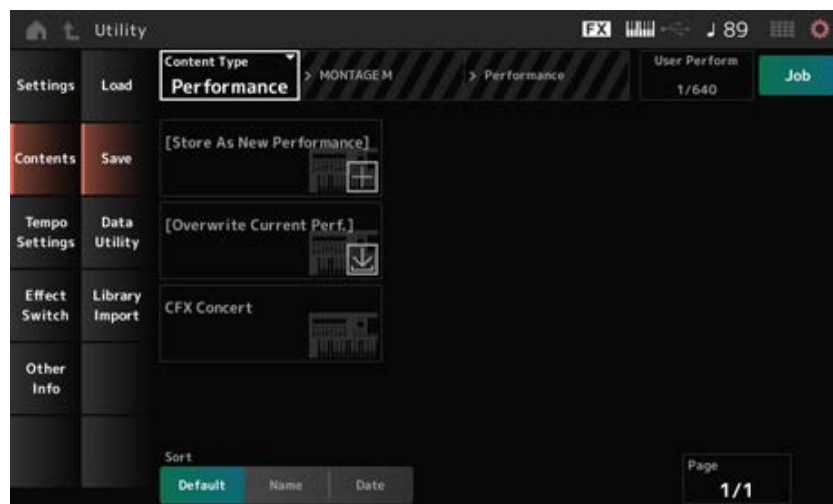 Utility
FX
♩ 89
Settings
Load
Content Type
Performance
> MONTAGE M
> Performance
User Perform
1/640
Job
Contents
Save
[Store As New Performance]
Tempo
Settings
Data
Utility
[Overwrite Current Perf.]
Effect
Switch
Library
Import
CFX Concert
Other
Info
Sort
Default
Name
Date
Page
1/1